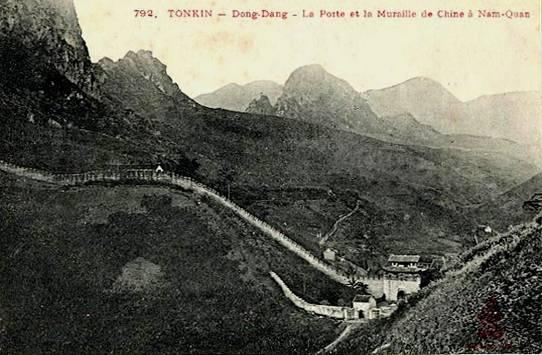 792. TONKIN — Dong-Dang - La Porte et la Muraille de Chine à Nam-Quan